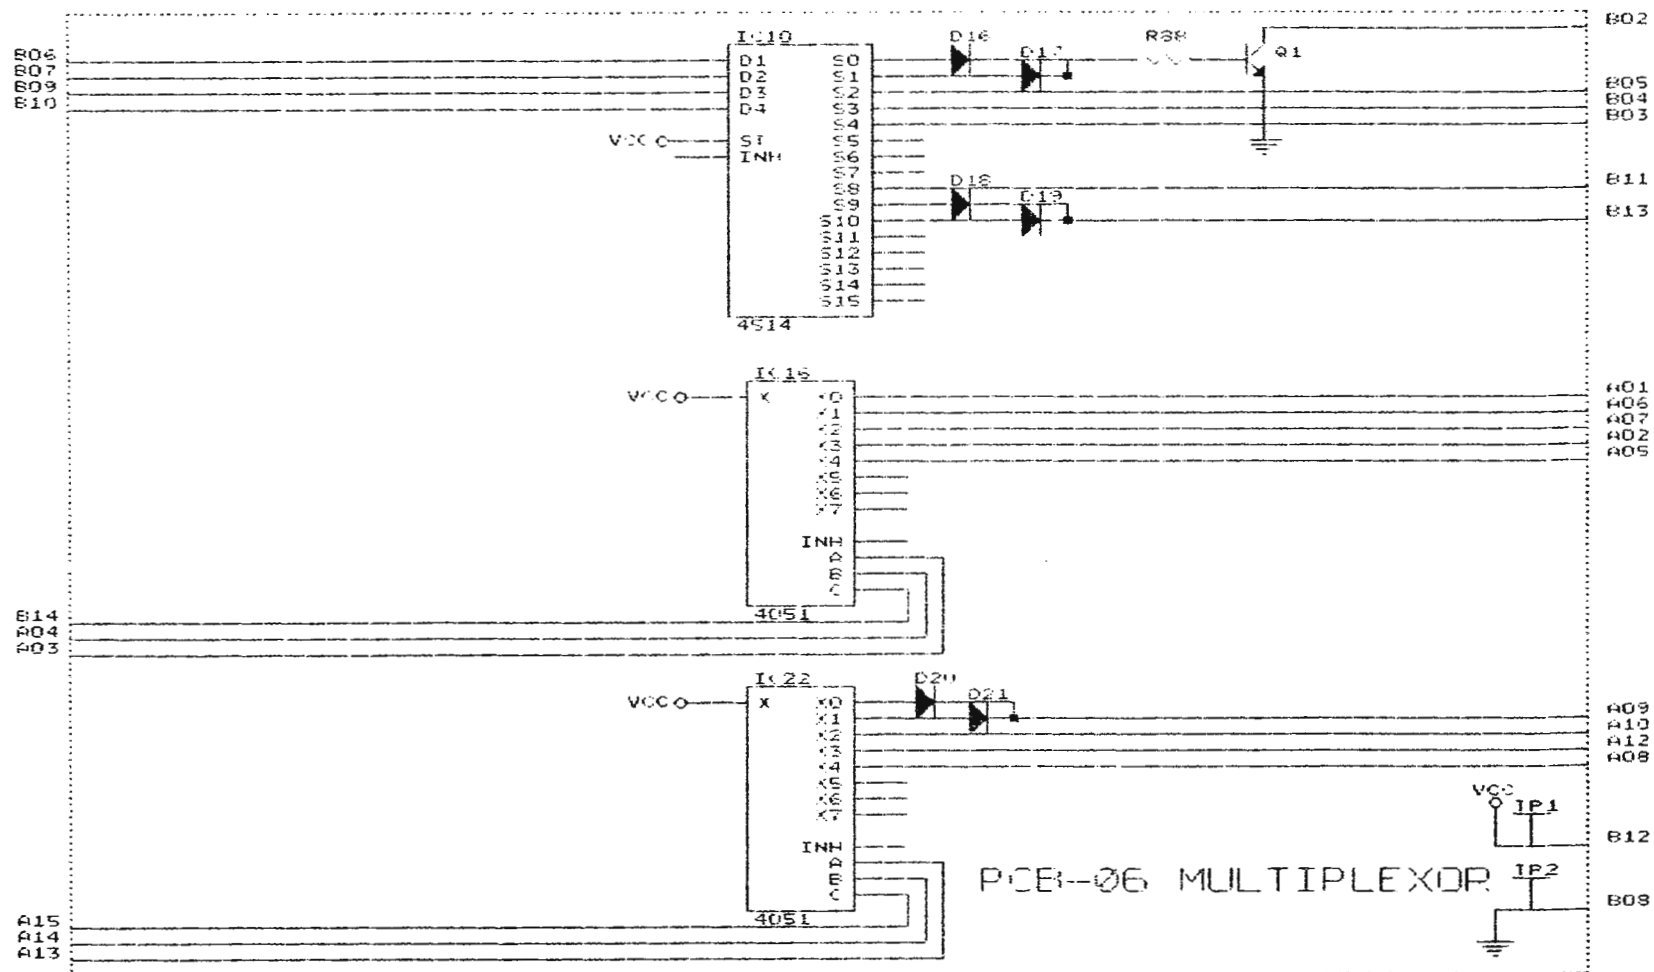 B02
IC10
D16
D17
R88
Q1
B06
B07
B09
B10
D1
D2
D3
D4
VCC
ST
INH
S0
S1
S2
S3
S4
S5
S6
S7
S8
S9
S10
S11
S12
S13
S14
S15
4514
B05
B04
B03
D18
D19
B11
B13
IC16
VCC
X
X0
X1
X2
X3
X4
X5
X6
X7
INH
A
B
C
4051
A01
A06
A07
A02
A05
B14
A04
A03
IC22
D20
D21
VCC
X
X0
X1
X2
X3
X4
X5
X6
X7
INH
A
B
C
4051
A09
A10
A12
A08
VCC
TP1
B12
PCB-06 MULTIPLEXOR
TP2
B08
A15
A14
A13